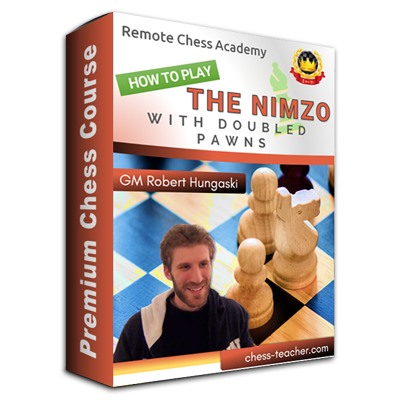 Premium Chess Course
Remote Chess Academy
HOW TO PLAY
THE NIMZO
WITH DOUBLED
PAWNS
GM Robert Hungaski
chess-teacher.com